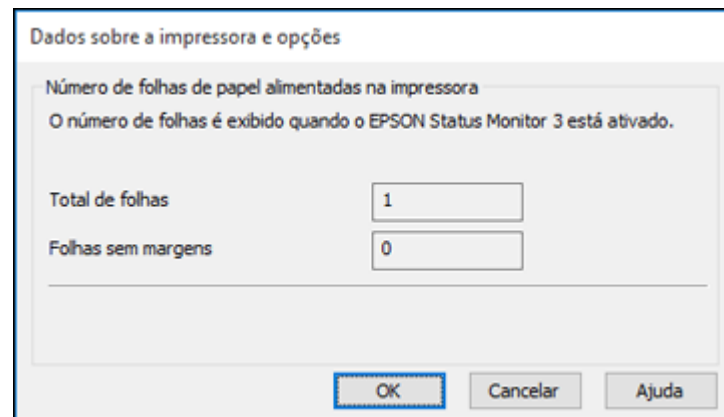 Dados sobre a impressora e opções
Número de folhas de papel alimentadas na impressora
O número de folhas é exibido quando o EPSON Status Monitor 3 está ativado.
Total de folhas 1
Folhas sem margens 0
OK Cancelar Ajuda